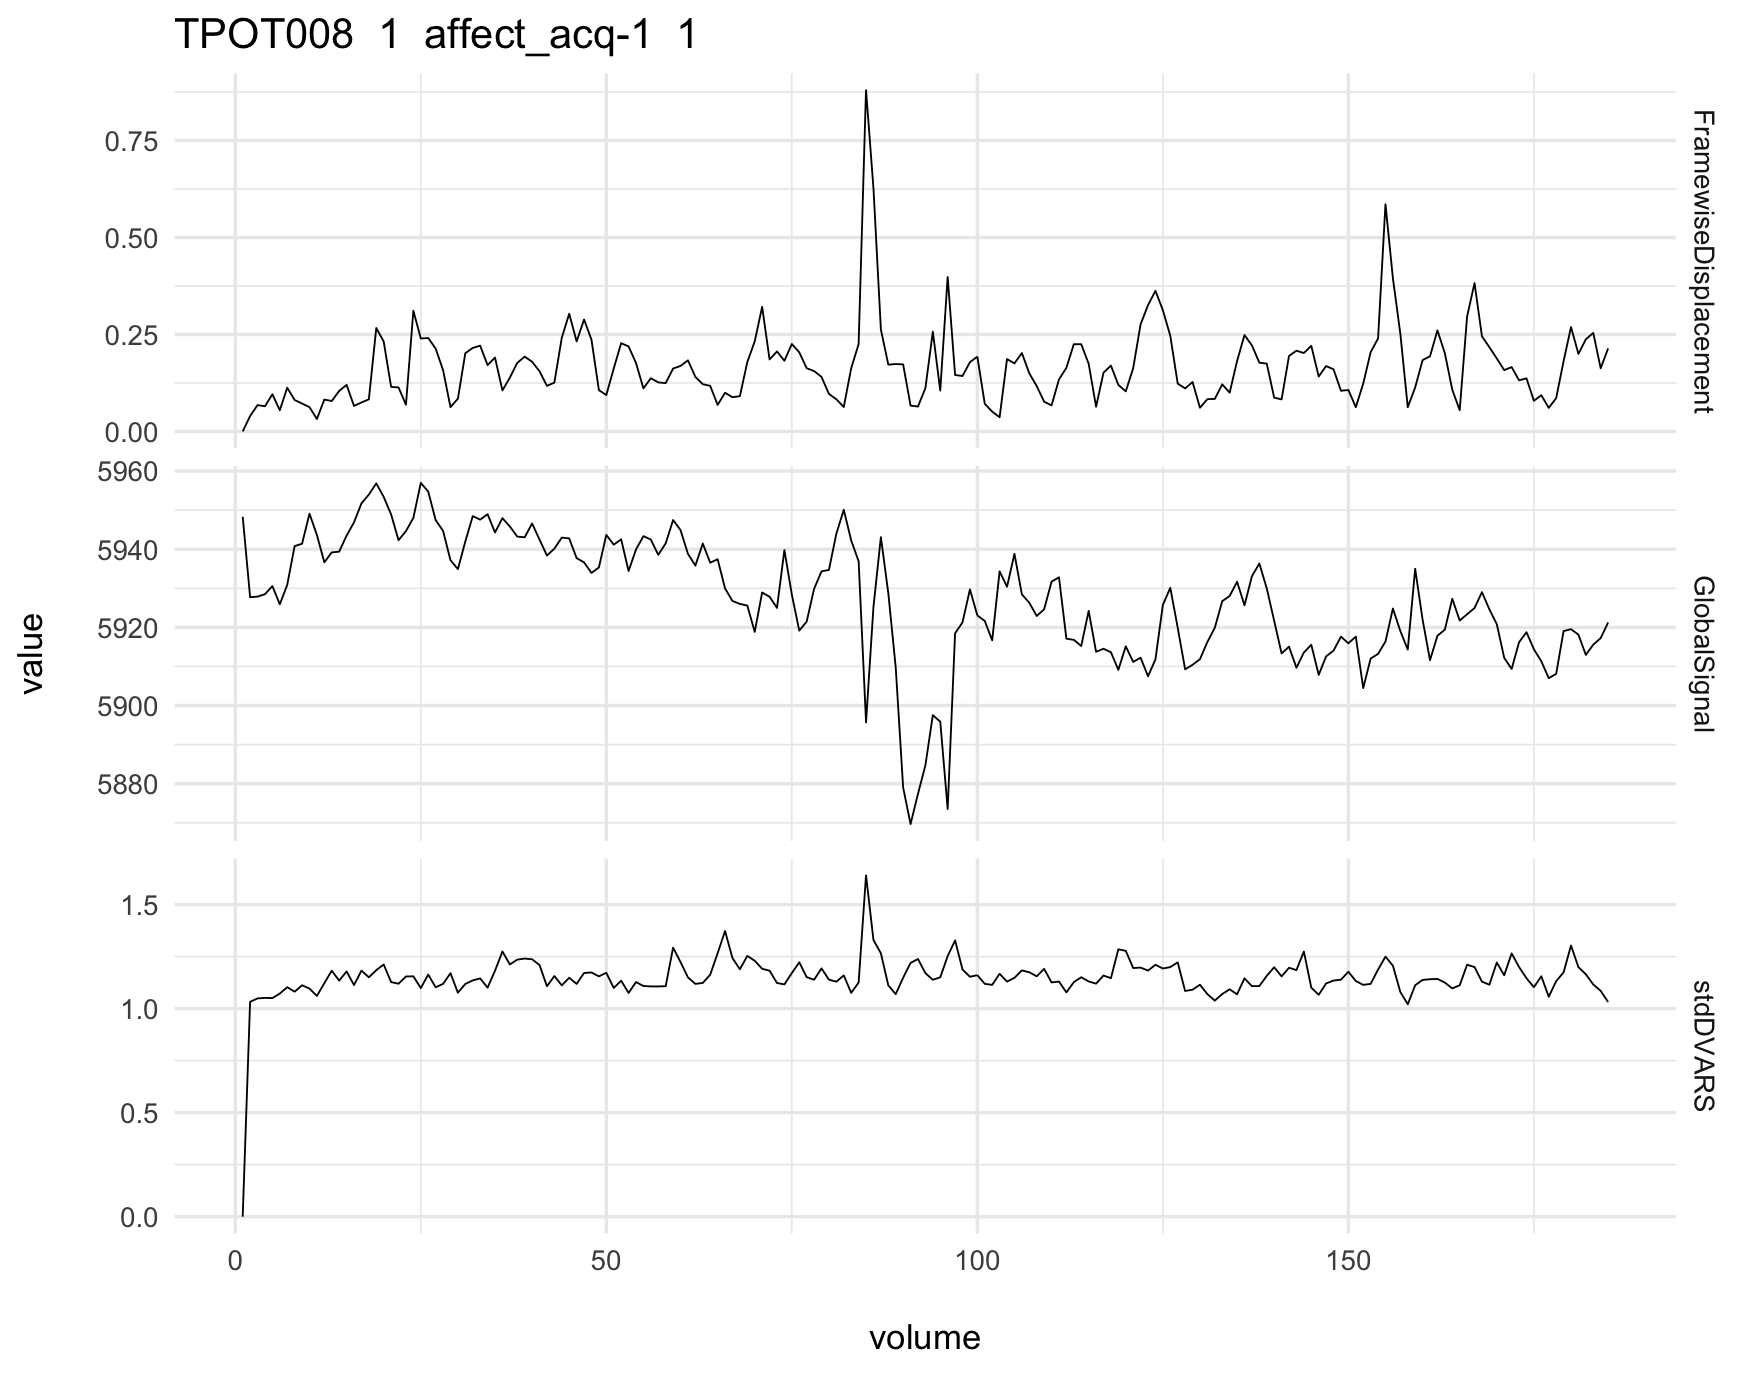 TPOT008 1 affect_acq-1 1
0.75
0.50
0.25
0.00
FramewiseDisplacement
5960
5940
5920
5900
5880
GlobalSignal
1.5
1.0
0.5
0.0
stdDVARS
value
0 50 100 150
volume